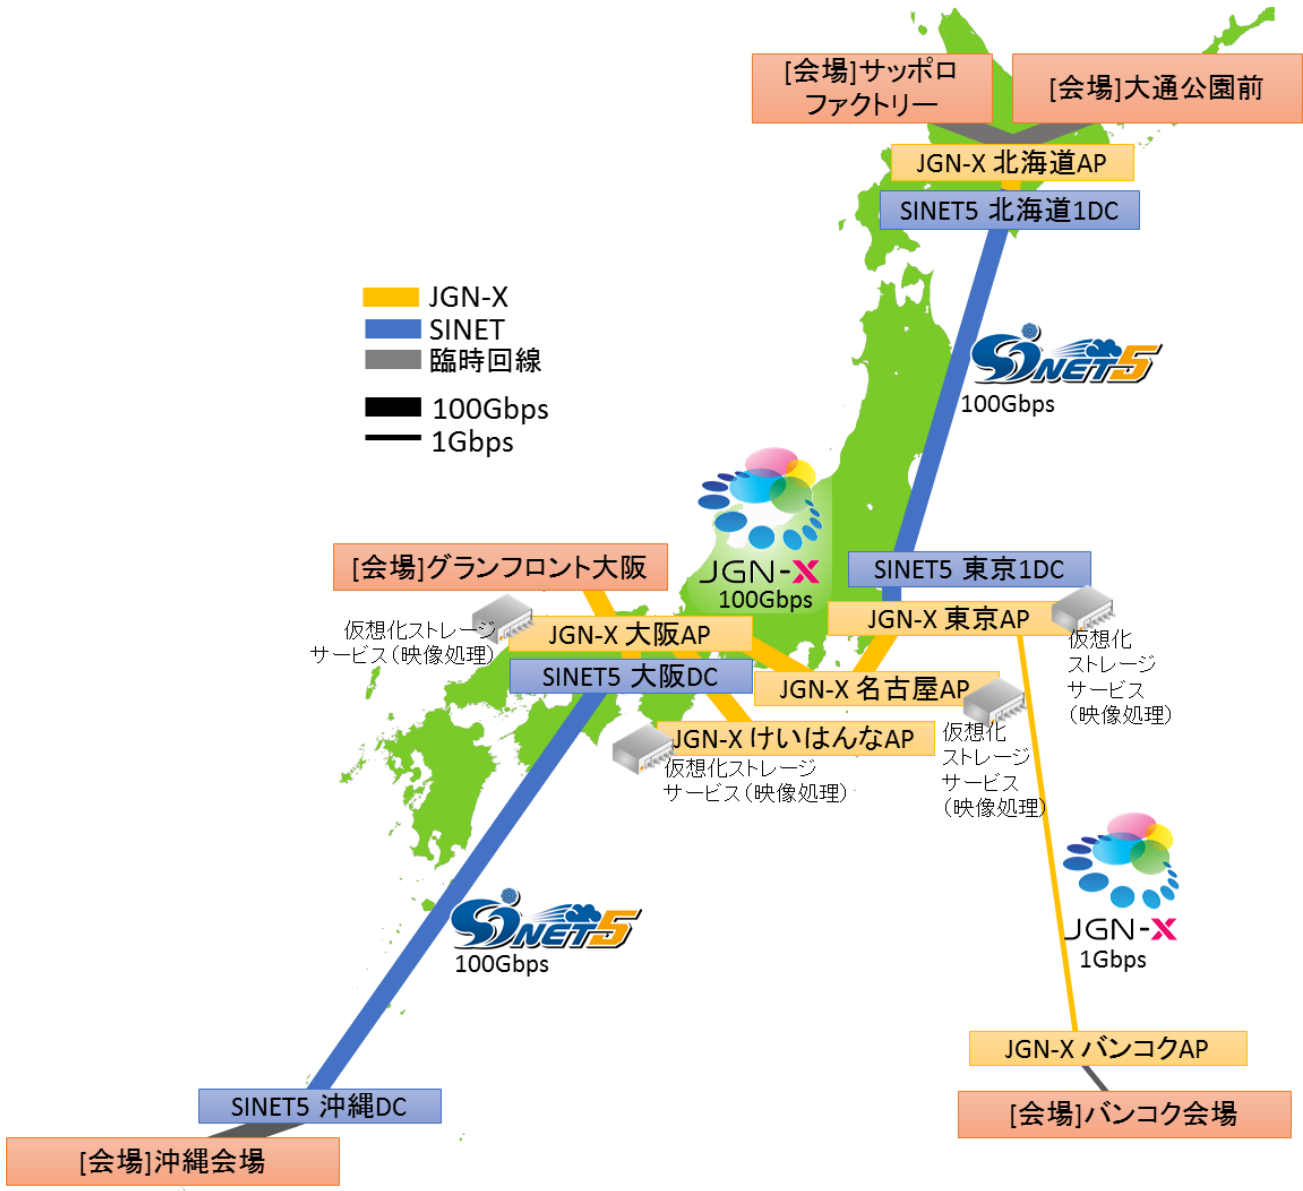 [会場]サッポロ
ファクトリー
[会場]大通公園前
JGN-X 北海道AP
SINET5 北海道1DC
JGN-X
SINET
臨時回線
100Gbps
1Gbps
SINET5
100Gbps
JGN-X
100Gbps
[会場]グランフロント大阪
SINET5 東京1DC
JGN-X 東京AP
仮想化
ストレージ
サービス
(映像処理)
仮想化ストレージ
サービス(映像処理)
JGN-X 大阪AP
SINET5 大阪DC
JGN-X 名古屋AP
仮想化
ストレージ
サービス
(映像処理)
JGN-X けいはんなAP
仮想化ストレージ
サービス(映像処理)
JGN-X
1Gbps
SINET5
100Gbps
JGN-X バンコクAP
[会場]バンコク会場
SINET5 沖縄DC
[会場]沖縄会場